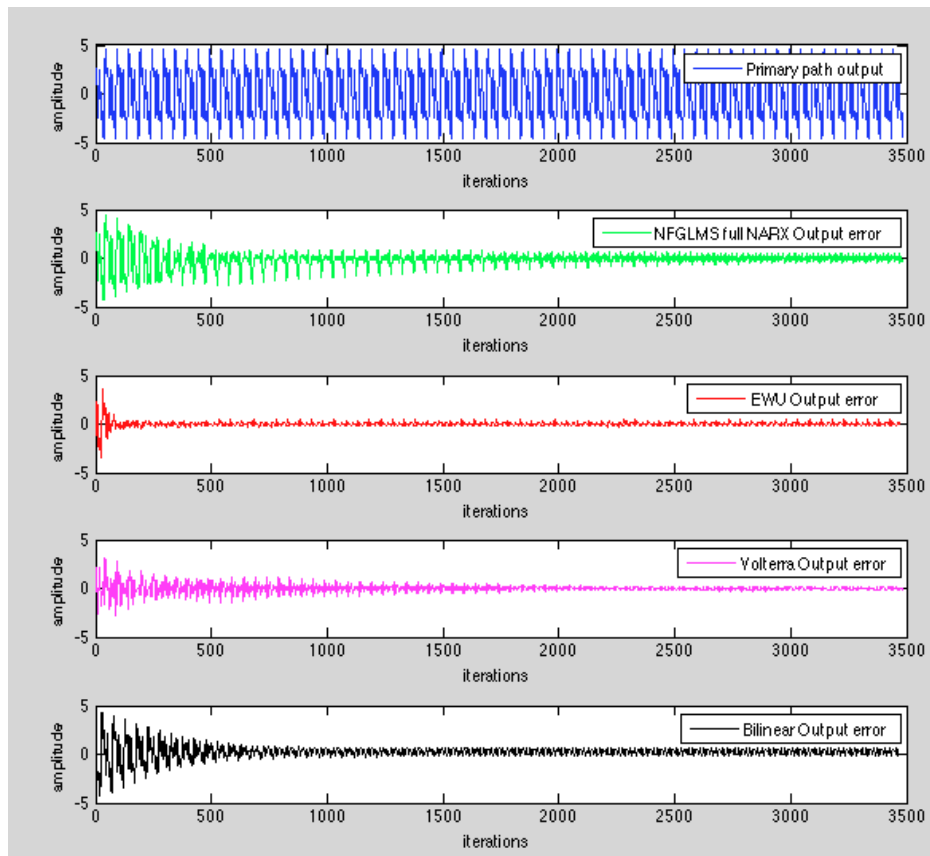 5
0
-5
amplitude
Primary path output
0 500 1000 1500 2000 2500 3000 3500
iterations
5
0
-5
amplitude
NFGLMS full NARX Output error
0 500 1000 1500 2000 2500 3000 3500
iterations
5
0
-5
amplitude
EWU Output error
0 500 1000 1500 2000 2500 3000 3500
iterations
5
0
-5
amplitude
Volterra Output error
0 500 1000 1500 2000 2500 3000 3500
iterations
5
0
-5
amplitude
Bilinear Output error
0 500 1000 1500 2000 2500 3000 3500
iterations